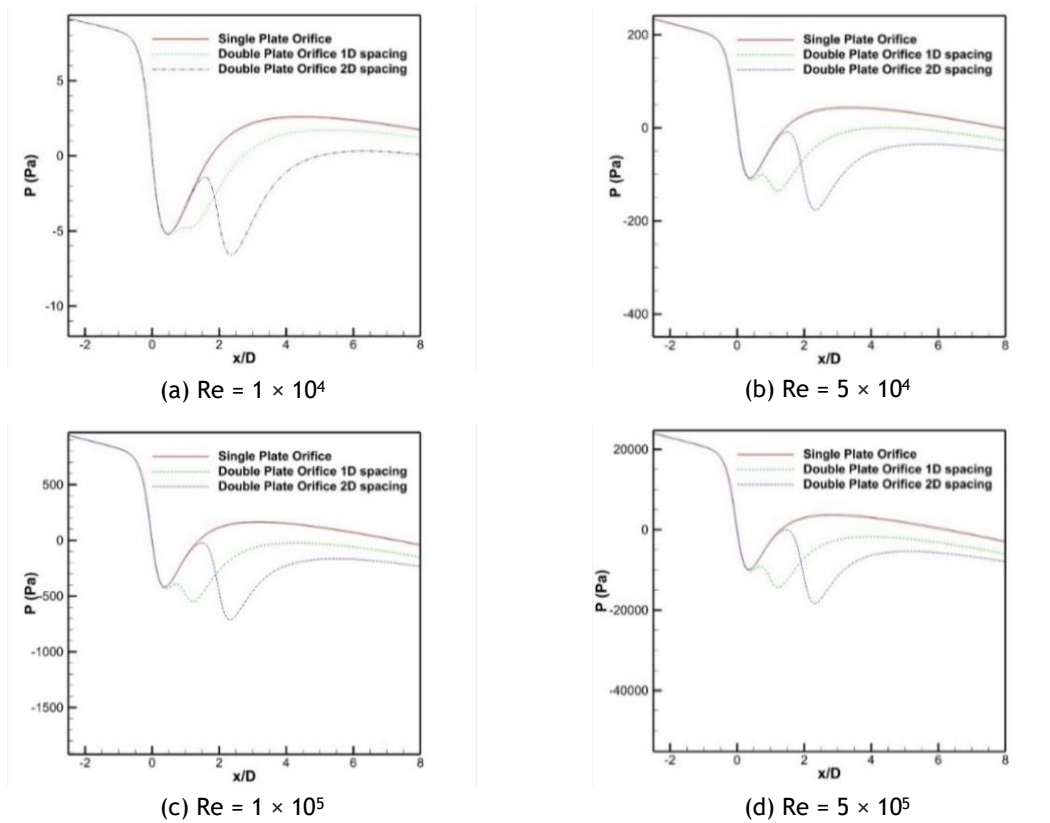 Single Plate Orifice
Double Plate Orifice 1D spacing
Double Plate Orifice 2D spacing
5
0
-5
-10
P (Pa)
-2 0 2 4 6 8
x/D
(a) Re = 1 × 10⁴
Single Plate Orifice
Double Plate Orifice 1D spacing
Double Plate Orifice 2D spacing
200
0
-200
-400
P (Pa)
-2 0 2 4 6 8
x/D
(b) Re = 5 × 10⁴
Single Plate Orifice
Double Plate Orifice 1D spacing
Double Plate Orifice 2D spacing
500
0
-500
-1000
-1500
P (Pa)
-2 0 2 4 6 8
x/D
(c) Re = 1 × 10⁵
Single Plate Orifice
Double Plate Orifice 1D spacing
Double Plate Orifice 2D spacing
20000
0
-20000
-40000
P (Pa)
-2 0 2 4 6 8
x/D
(d) Re = 5 × 10⁵